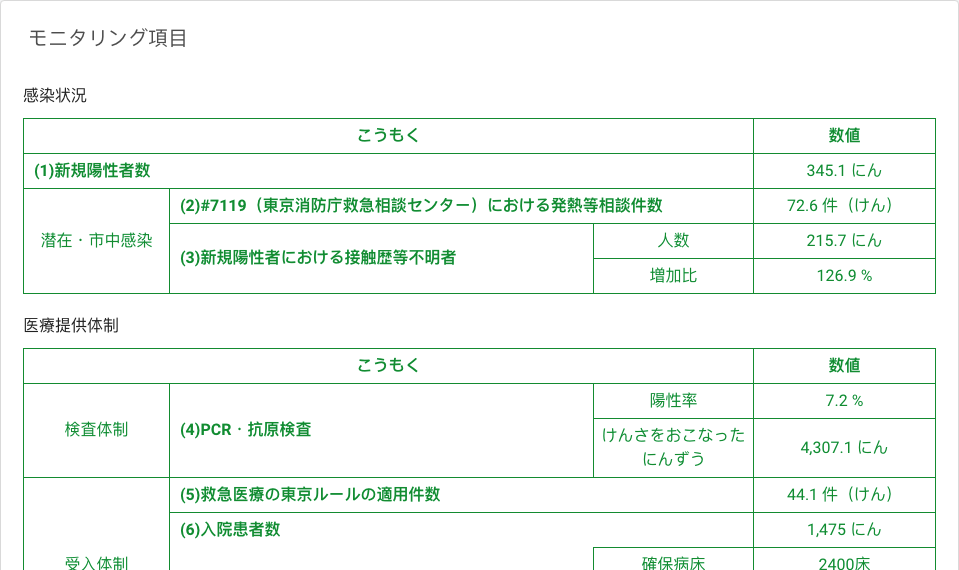 モニタリング項目
感染状況
こうもく 数値
(1)新規陽性者数 345.1 にん
潜在・市中感染
(2)#7119（東京消防庁救急相談センター）における発熱等相談件数 72.6 件（けん）
(3)新規陽性者における接触歴等不明者
人数 215.7 にん
増加比 126.9 %
医療提供体制
こうもく 数値
検査体制
(4)PCR・抗原検査
陽性率 7.2 %
けんさをおこなった
にんずう
4,307.1 にん
受入体制
(5)救急医療の東京ルールの適用件数 44.1 件（けん）
(6)入院患者数 1,475 にん
確保病床 2400床